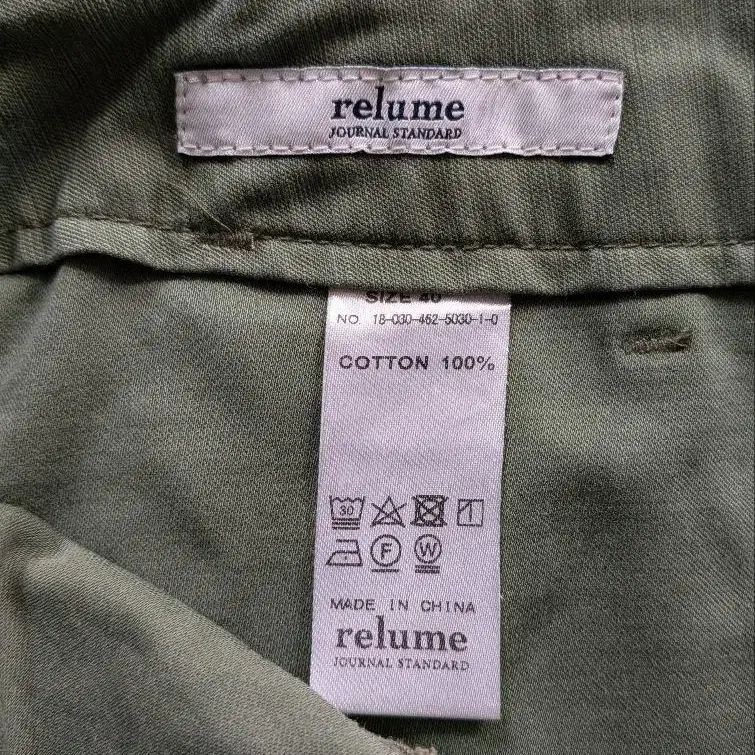 relume
JOURNAL STANDARD
SIZE 40
NO. 18-030-462-5030-1-0
COTTON 100%
30
F W
MADE IN CHINA
relume
JOURNAL STANDARD